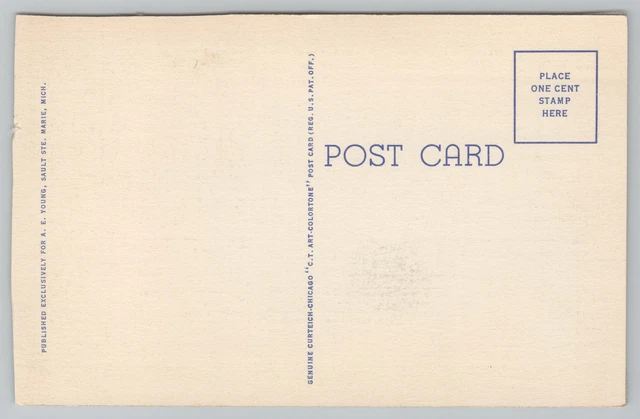 PUBLISHED EXCLUSIVELY FOR A. E. YOUNG, SAULT STE. MARIE, MICH.
GENUINE CURTEICH-CHICAGO "C.T. ART-COLORTONE" POST CARD (REG. U.S. PAT. OFF.)
POST CARD
PLACE
ONE CENT
STAMP
HERE